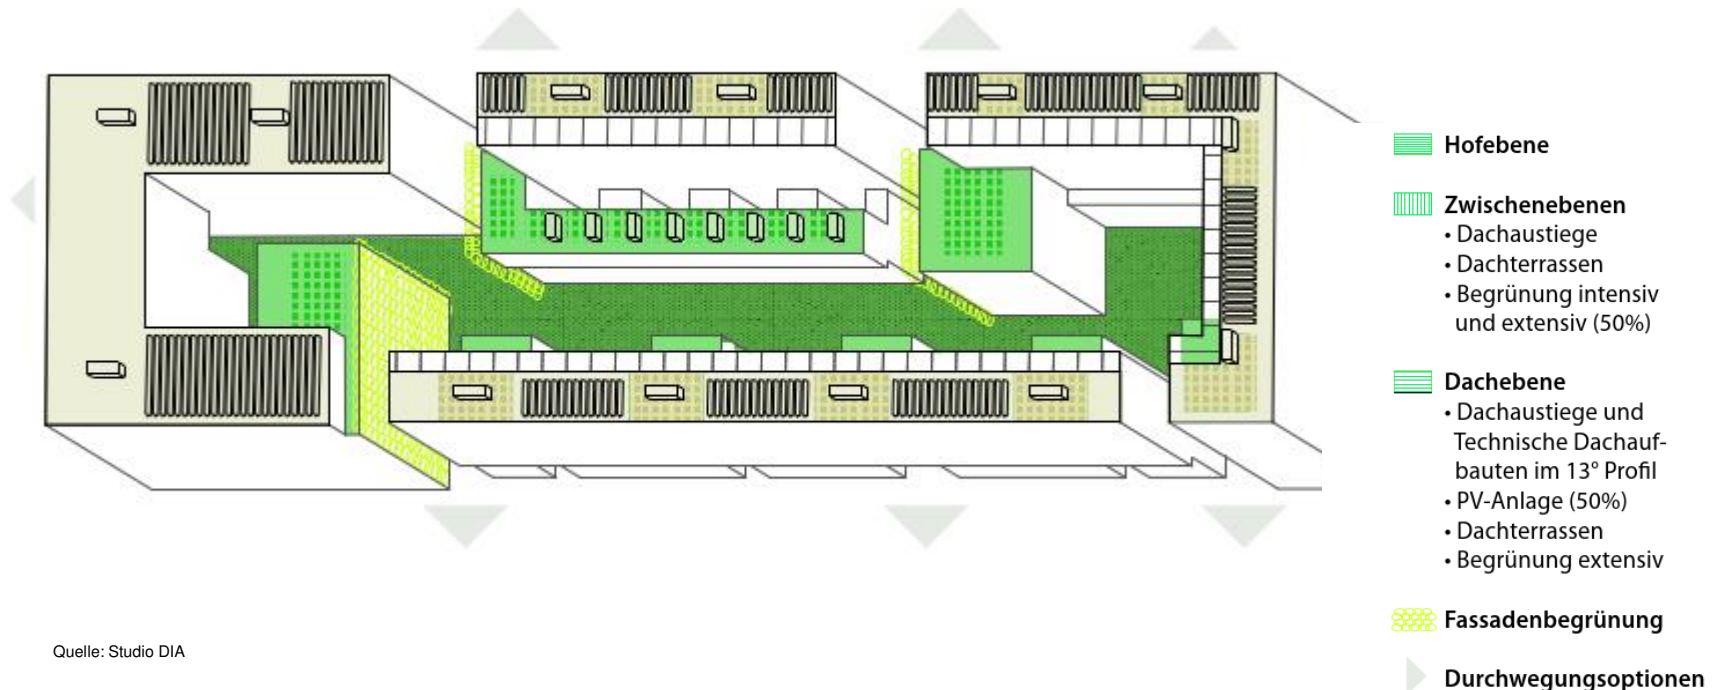 Hofebene
Zwischenebenen
• Dachaustiege
• Dachterrassen
• Begrünung intensiv
und extensiv (50%)
Dachebene
• Dachaustiege und
Technische Dachauf-
bauten im 13° Profil
• PV-Anlage (50%)
• Dachterrassen
• Begrünung extensiv
Fassadenbegrünung
Durchwegungsoptionen
Quelle: Studio DIA